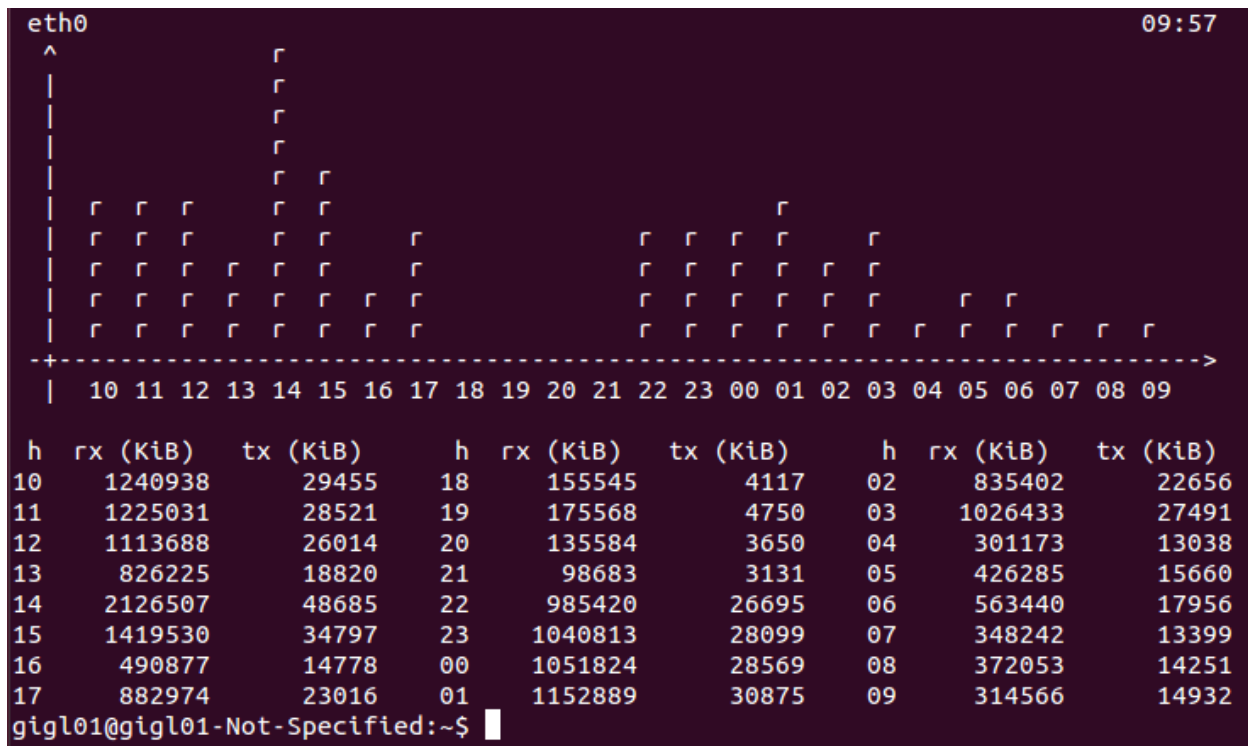 eth0                                                                     09:57
  ^                   r
  |                   r
  |                   r
  |                   r
  |                   r   r
  |   r   r   r       r   r                                       r
  |   r   r   r       r   r       r                   r   r   r   r       r
  |   r   r   r   r   r   r       r                   r   r   r   r   r   r
  |   r   r   r   r   r   r   r   r                   r   r   r   r   r   r       r   r
  |   r   r   r   r   r   r   r   r                   r   r   r   r   r   r   r   r   r   r   r   r
 -+--------------------------------------------------------------------------->
  |  10 11 12 13 14 15 16 17 18 19 20 21 22 23 00 01 02 03 04 05 06 07 08 09
h  rx (KiB)   tx (KiB)      h  rx (KiB)   tx (KiB)      h  rx (KiB)   tx (KiB)
10    1240938      29455    18     155545       4117    02     835402      22656
11    1225031      28521    19     175568       4750    03    1026433      27491
12    1113688      26014    20     135584       3650    04     301173      13038
13     826225      18820    21      98683       3131    05     426285      15660
14    2126507      48685    22     985420      26695    06     563440      17956
15    1419530      34797    23    1040813      28099    07     348242      13399
16     490877      14778    00    1051824      28569    08     372053      14251
17     882974      23016    01    1152889      30875    09     314566      14932
gigl01@gigl01-Not-Specified:~$